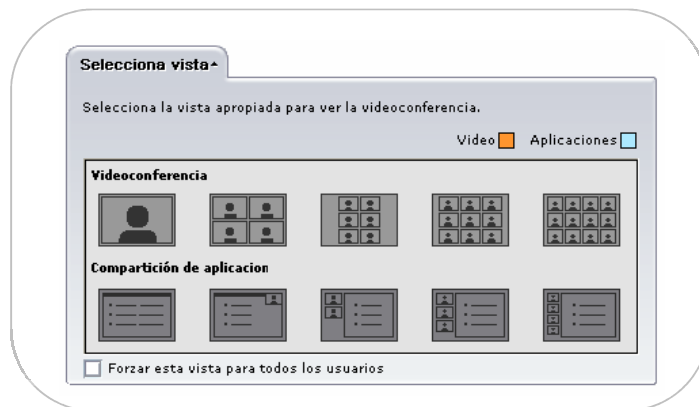 Selecciona vista
Selecciona la vista apropiada para ver la videoconferencia.
Video Aplicaciones
Videoconferencia
Compartición de aplicacion
Forzar esta vista para todos los usuarios